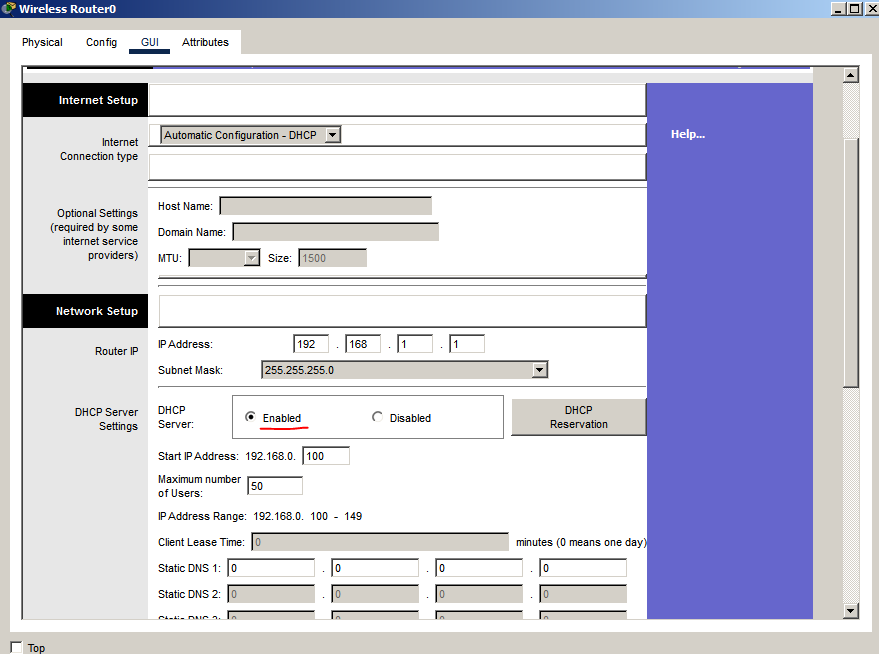 Wireless Router0
Physical Config GUI Attributes
Internet Setup
Internet
Connection type
Automatic Configuration - DHCP
Help...
Optional Settings
(required by some
internet service
providers)
Host Name:
Domain Name:
MTU: Size: 1500
Network Setup
Router IP
IP Address: 192 . 168 . 1 . 1
Subnet Mask: 255.255.255.0
DHCP Server
Settings
DHCP
Server:
Enabled Disabled
DHCP
Reservation
Start IP Address: 192.168.0. 100
Maximum number
of Users: 50
IP Address Range: 192.168.0. 100 - 149
Client Lease Time: 0 minutes (0 means one day)
Static DNS 1: 0 . 0 . 0 . 0
Static DNS 2: 0 . 0 . 0 . 0
Top